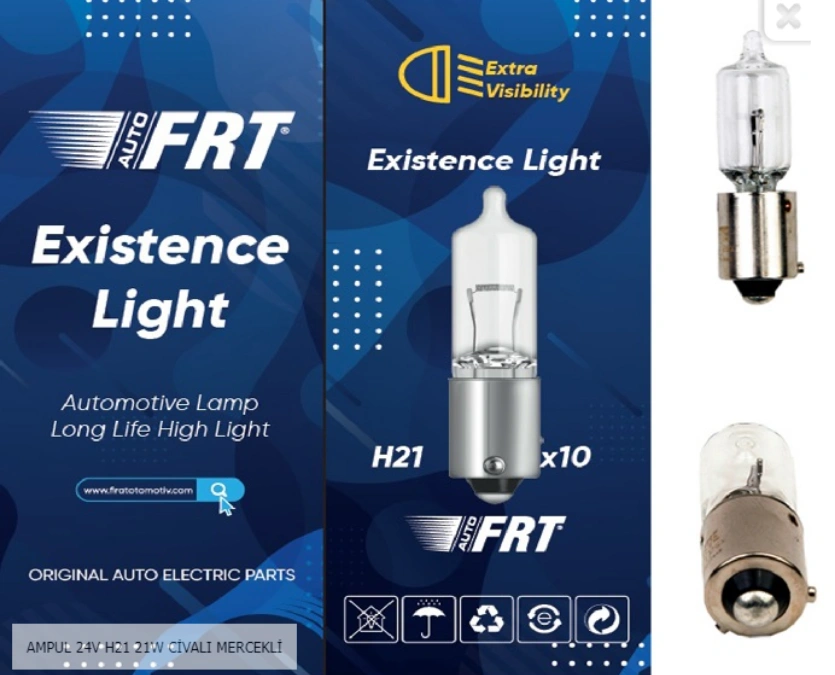 AUTO FRT®
Existence
Light
Automotive Lamp
Long Life High Light
www.firatotomotiv.com
ORIGINAL AUTO ELECTRIC PARTS
AMPUL 24V H21 21W CİVALI MERCEKLİ
Extra
Visibility
Existence Light
H21 x10
AUTO FRT